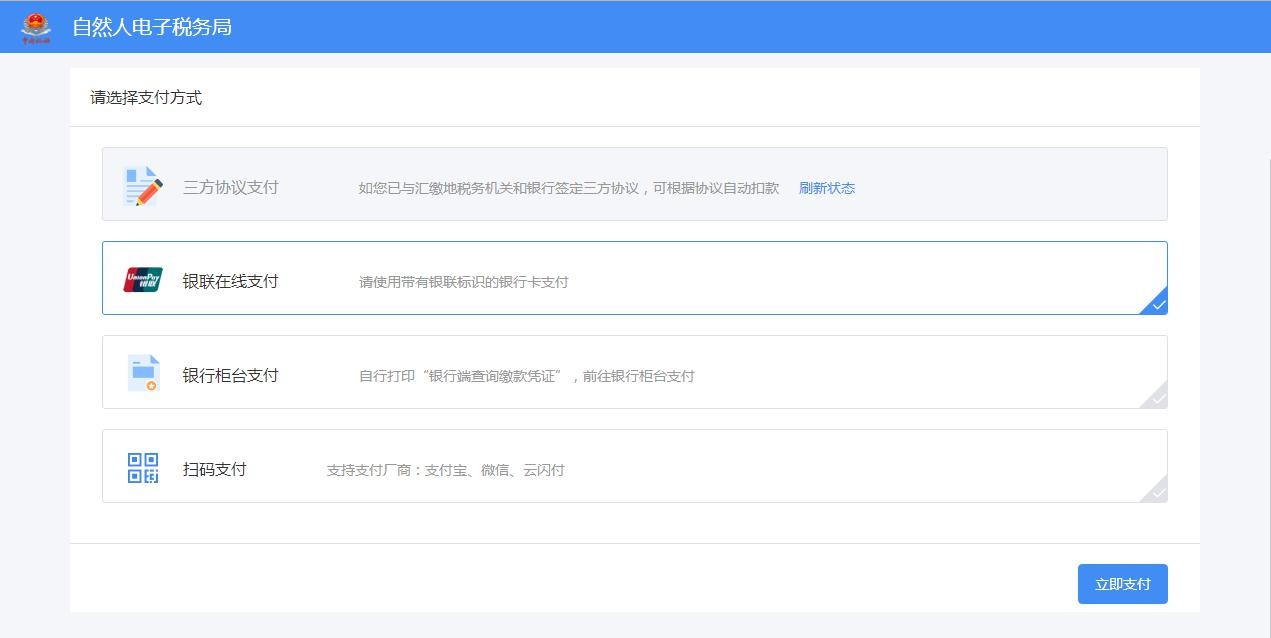 自然人电子税务局
请选择支付方式
三方协议支付 如您已与汇缴地税务机关和银行签定三方协议，可根据协议自动扣款 刷新状态
UnionPay
银联
银联在线支付 请使用带有银联标识的银行卡支付
银行柜台支付 自行打印“银行端查询缴款凭证”，前往银行柜台支付
扫码支付 支持支付厂商：支付宝、微信、云闪付
立即支付